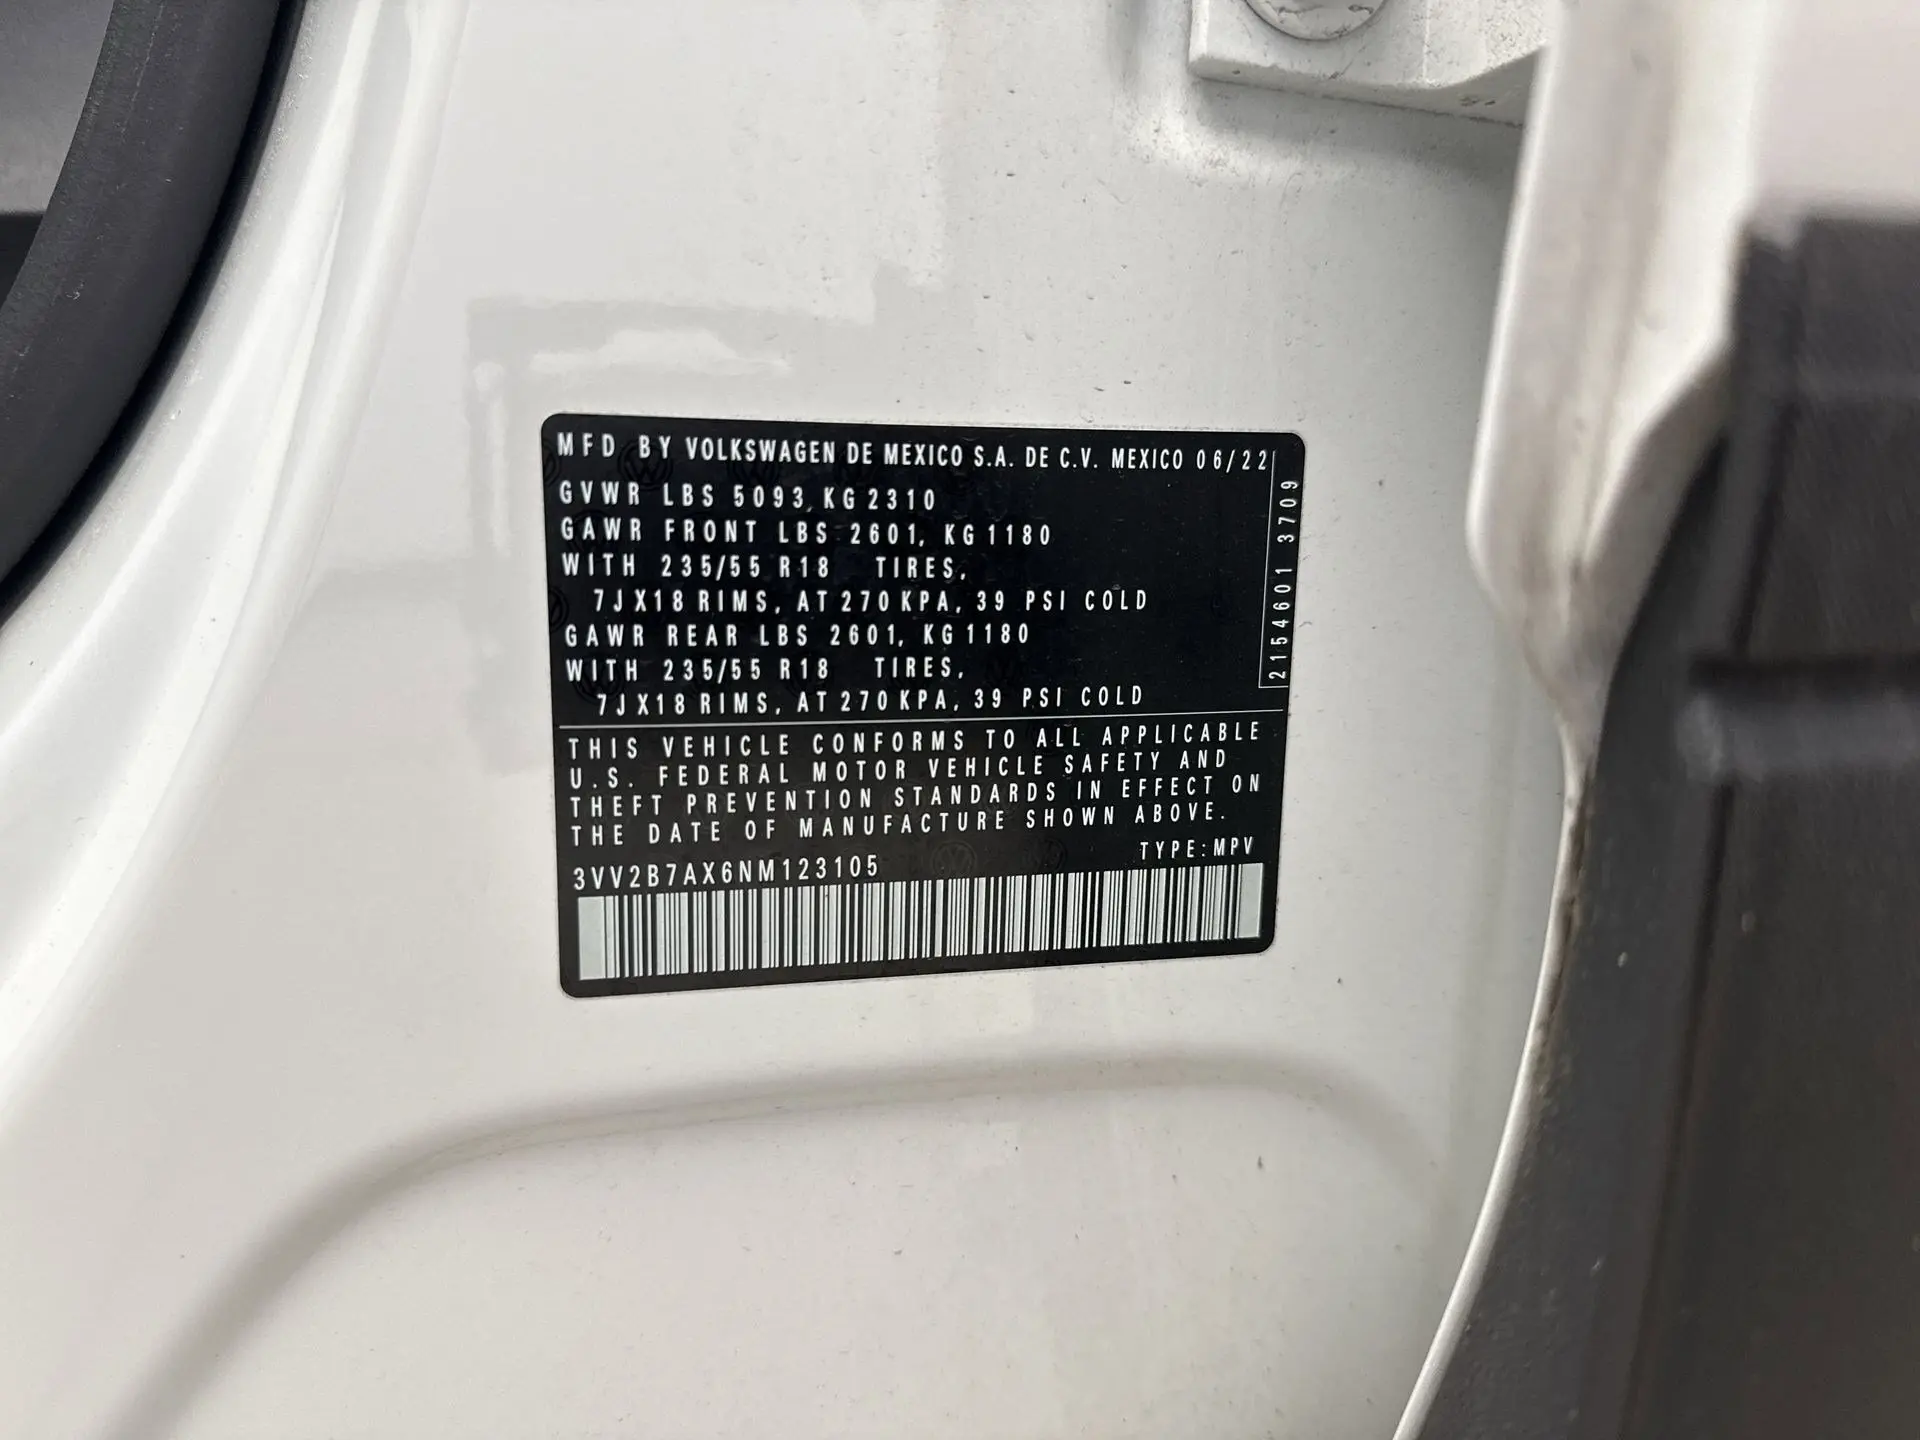 MFD BY VOLKSWAGEN DE MEXICO S.A. DE C.V. MEXICO 06/22
GVWR LBS 5093, KG 2310
GAWR FRONT LBS 2601, KG 1180
WITH 235/55 R18 TIRES,
7JX18 RIMS, AT 270 KPA, 39 PSI COLD
GAWR REAR LBS 2601, KG 1180
WITH 235/55 R18 TIRES,
7JX18 RIMS, AT 270 KPA, 39 PSI COLD
2154601 3709
THIS VEHICLE CONFORMS TO ALL APPLICABLE
U.S. FEDERAL MOTOR VEHICLE SAFETY AND
THEFT PREVENTION STANDARDS IN EFFECT ON
THE DATE OF MANUFACTURE SHOWN ABOVE.
TYPE:MPV
3VV2B7AX6NM123105